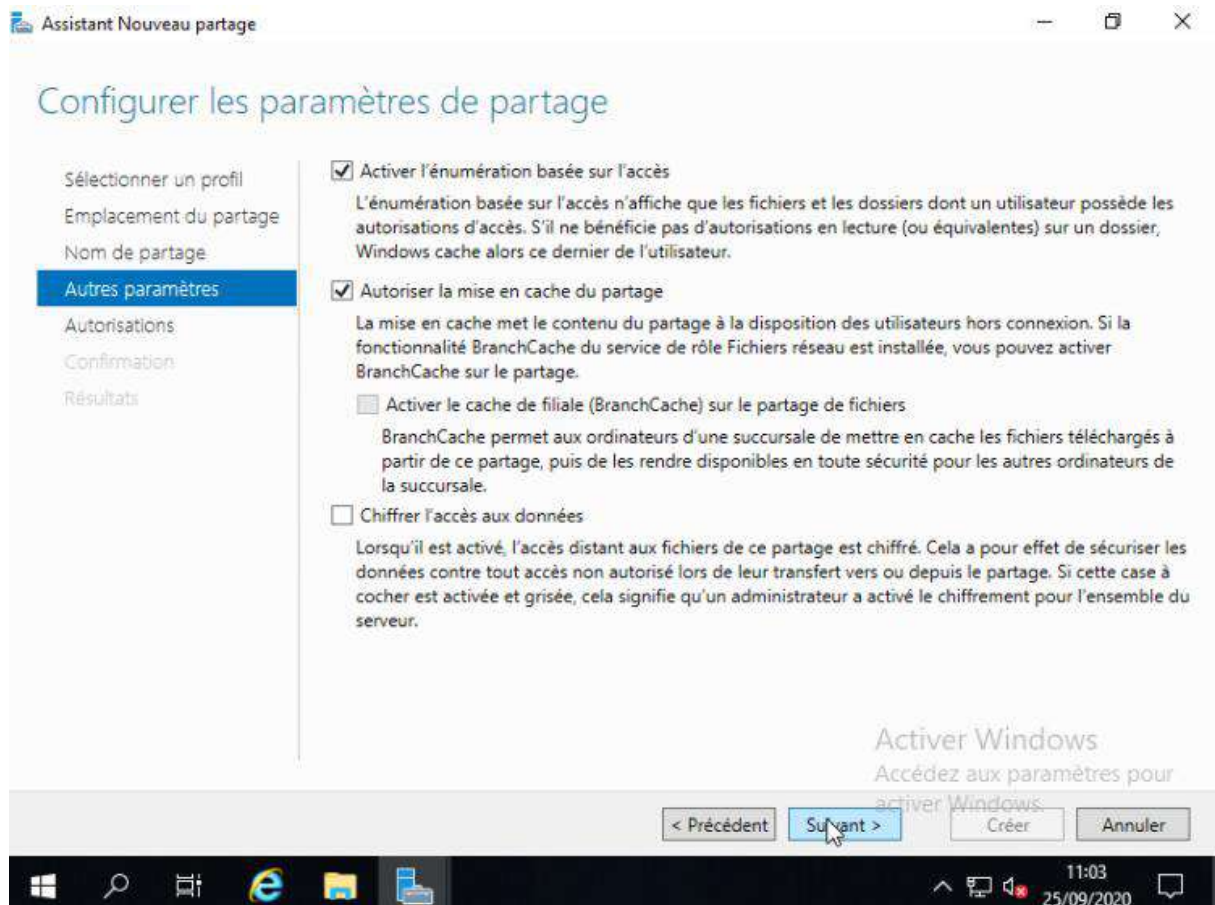 Assistant Nouveau partage
Configurer les paramètres de partage
Sélectionner un profil
Emplacement du partage
Nom de partage
Autres paramètres
Autorisations
Confirmation
Résultats
Activer l'énumération basée sur l'accès
L'énumération basée sur l'accès n'affiche que les fichiers et les dossiers dont un utilisateur possède les
autorisations d'accès. S'il ne bénéficie pas d'autorisations en lecture (ou équivalentes) sur un dossier,
Windows cache alors ce dernier de l'utilisateur.
Autoriser la mise en cache du partage
La mise en cache met le contenu du partage à la disposition des utilisateurs hors connexion. Si la
fonctionnalité BranchCache du service de rôle Fichiers réseau est installée, vous pouvez activer
BranchCache sur le partage.
Activer le cache de filiale (BranchCache) sur le partage de fichiers
BranchCache permet aux ordinateurs d'une succursale de mettre en cache les fichiers téléchargés à
partir de ce partage, puis de les rendre disponibles en toute sécurité pour les autres ordinateurs de
la succursale.
Chiffrer l'accès aux données
Lorsqu'il est activé, l'accès distant aux fichiers de ce partage est chiffré. Cela a pour effet de sécuriser les
données contre tout accès non autorisé lors de leur transfert vers ou depuis le partage. Si cette case à
cocher est activée et grisée, cela signifie qu'un administrateur a activé le chiffrement pour l'ensemble du
serveur.
Activer Windows
Accédez aux paramètres pour
activer Windows.
< Précédent Suivant > Créer Annuler
11:03
25/09/2020